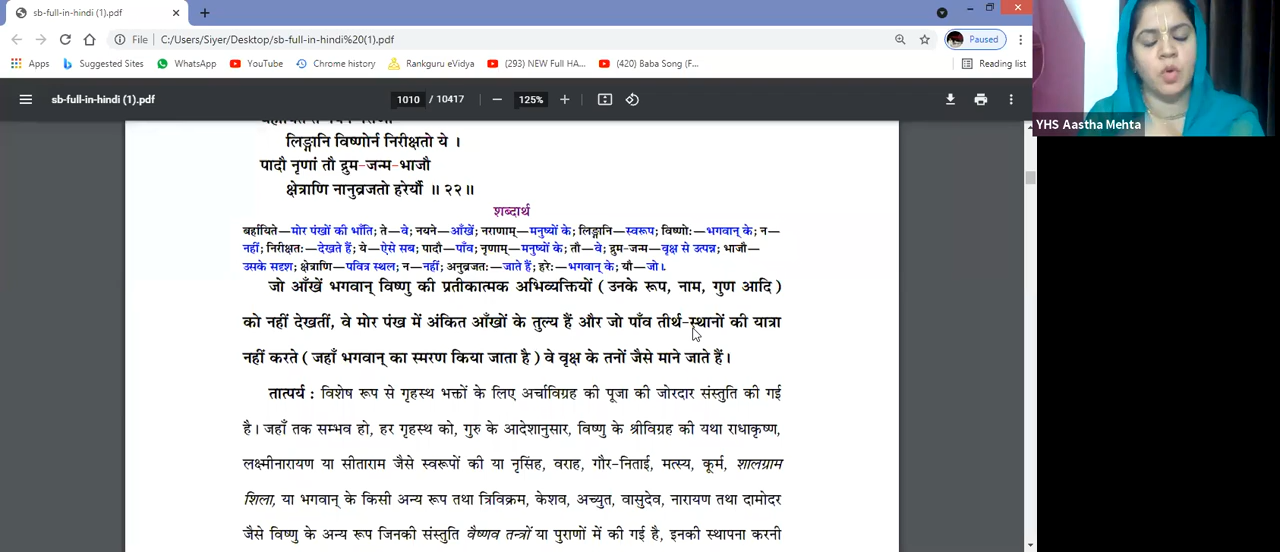 sb-full-in-hindi (1).pdf
File | C:/Users/Siyer/Desktop/sb-full-in-hindi%20(1).pdf
Paused
Apps
Suggested Sites
WhatsApp
YouTube
Chrome history
Rankguru eVidya
(293) NEW Full HA...
(420) Baba Song (F...
Reading list
sb-full-in-hindi (1).pdf
1010 / 10417
125%
YHS Aastha Mehta
लिङ्गानि विष्णोर्न निरीक्षतो ये ।
पादौ नृणां तौ द्रुम-जन्म-भाजौ
क्षेत्राणि नानुव्रजतो हरेर्यौ ॥ २२॥
शब्दार्थ
बर्हायिते—मोर पंखों की भाँति; ते—वे; नयने—आँखें; नराणाम्—मनुष्यों के; लिङ्गानि—स्वरूप; विष्णोः—भगवान् के; न—
नहीं; निरीक्षतः—देखते हैं; ये—ऐसे सब; पादौ—पाँव; नृणाम्—मनुष्यों के; तौ—वे; द्रुम-जन्म—वृक्ष से उत्पन्न; भाजौ—
उसके सदृश; क्षेत्राणि—पवित्र स्थल; न—नहीं; अनुव्रजतः—जाते हैं; हरेः—भगवान् के; यौ—जो।
जो आँखें भगवान् विष्णु की प्रतीकात्मक अभिव्यक्तियों (उनके रूप, नाम, गुण आदि)
को नहीं देखतीं, वे मोर पंख में अंकित आँखों के तुल्य हैं और जो पाँव तीर्थ-स्थानों की यात्रा
नहीं करते (जहाँ भगवान् का स्मरण किया जाता है) वे वृक्ष के तनों जैसे माने जाते हैं।
तात्पर्य : विशेष रूप से गृहस्थ भक्तों के लिए अर्चाविग्रह की पूजा की जोरदार संस्तुति की गई
है। जहाँ तक सम्भव हो, हर गृहस्थ को, गुरु के आदेशानुसार, विष्णु के श्रीविग्रह की यथा राधाकृष्ण,
लक्ष्मीनारायण या सीताराम जैसे स्वरूपों की या नृसिंह, वराह, गौर-निताई, मत्स्य, कूर्म, शालग्राम
शिला, या भगवान् के किसी अन्य रूप तथा त्रिविक्रम, केशव, अच्युत, वासुदेव, नारायण तथा दामोदर
जैसे विष्णु के अन्य रूप जिनकी संस्तुति वैष्णव तन्त्रों या पुराणों में की गई है, इनकी स्थापना करनी